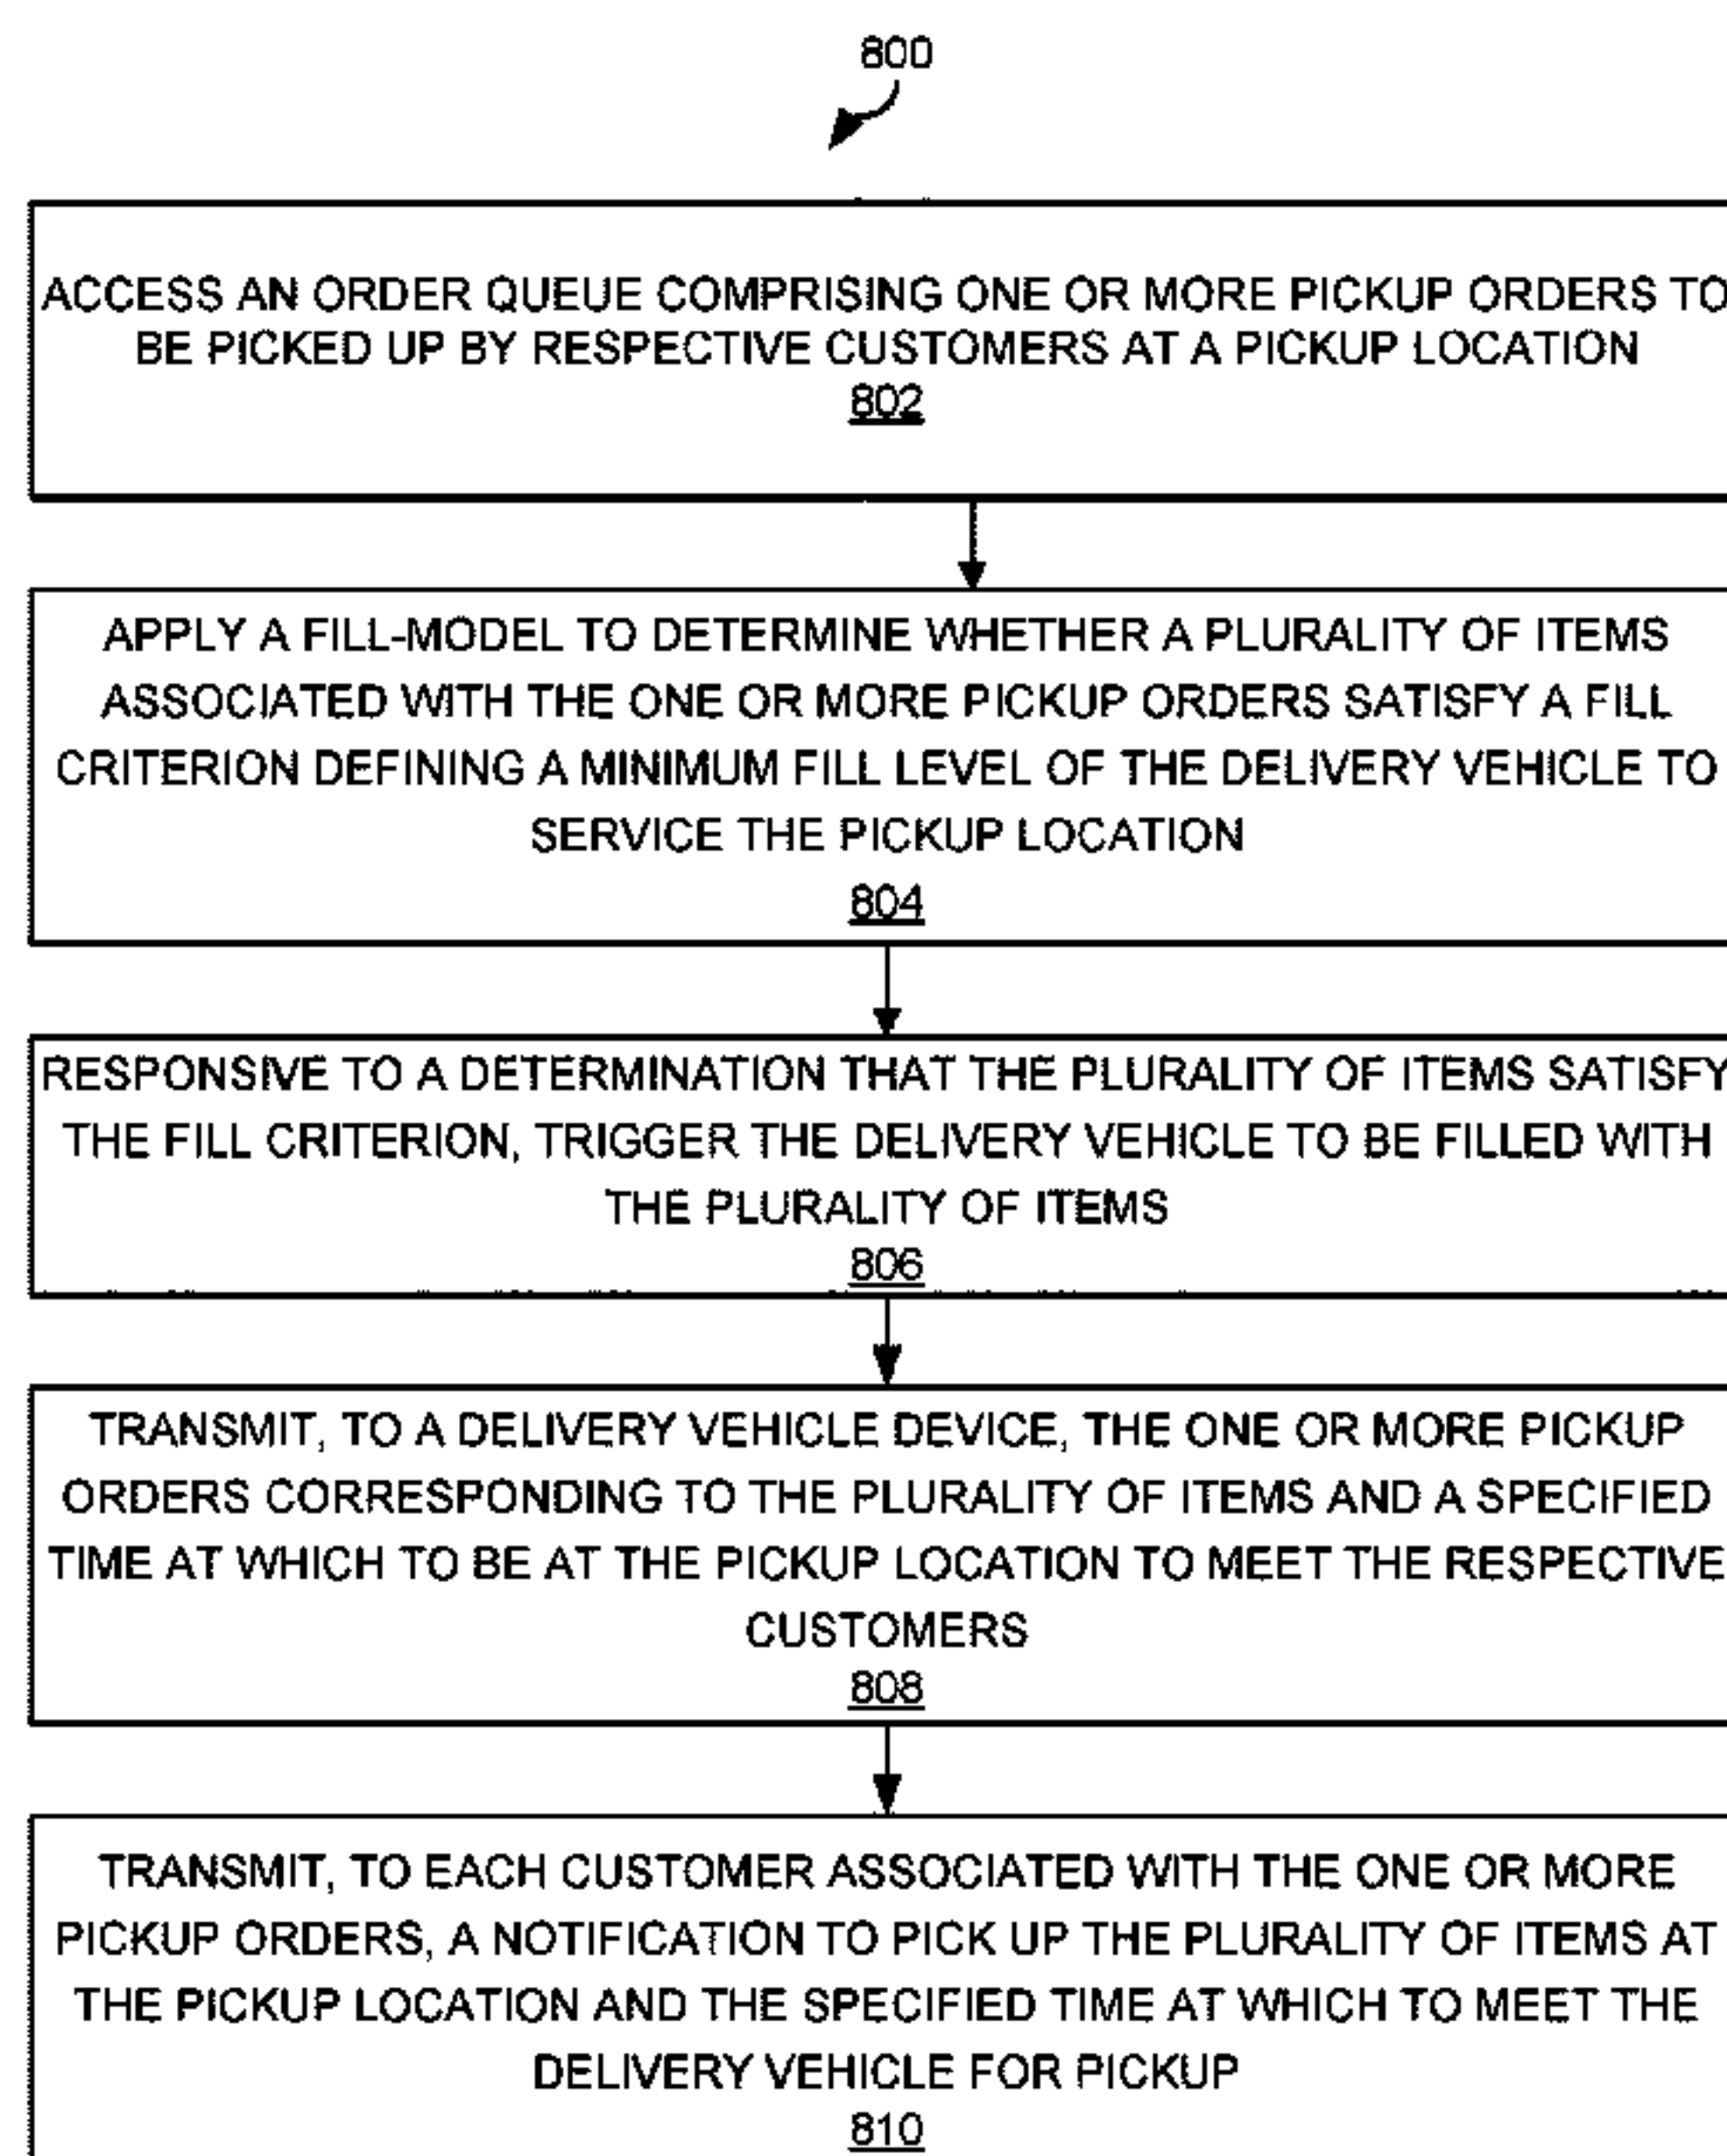 800
ACCESS AN ORDER QUEUE COMPRISING ONE OR MORE PICKUP ORDERS TO
BE PICKED UP BY RESPECTIVE CUSTOMERS AT A PICKUP LOCATION
802
APPLY A FILL-MODEL TO DETERMINE WHETHER A PLURALITY OF ITEMS
ASSOCIATED WITH THE ONE OR MORE PICKUP ORDERS SATISFY A FILL
CRITERION DEFINING A MINIMUM FILL LEVEL OF THE DELIVERY VEHICLE TO
SERVICE THE PICKUP LOCATION
804
RESPONSIVE TO A DETERMINATION THAT THE PLURALITY OF ITEMS SATISFY
THE FILL CRITERION, TRIGGER THE DELIVERY VEHICLE TO BE FILLED WITH
THE PLURALITY OF ITEMS
806
TRANSMIT, TO A DELIVERY VEHICLE DEVICE, THE ONE OR MORE PICKUP
ORDERS CORRESPONDING TO THE PLURALITY OF ITEMS AND A SPECIFIED
TIME AT WHICH TO BE AT THE PICKUP LOCATION TO MEET THE RESPECTIVE
CUSTOMERS
808
TRANSMIT, TO EACH CUSTOMER ASSOCIATED WITH THE ONE OR MORE
PICKUP ORDERS, A NOTIFICATION TO PICK UP THE PLURALITY OF ITEMS AT
THE PICKUP LOCATION AND THE SPECIFIED TIME AT WHICH TO MEET THE
DELIVERY VEHICLE FOR PICKUP
810